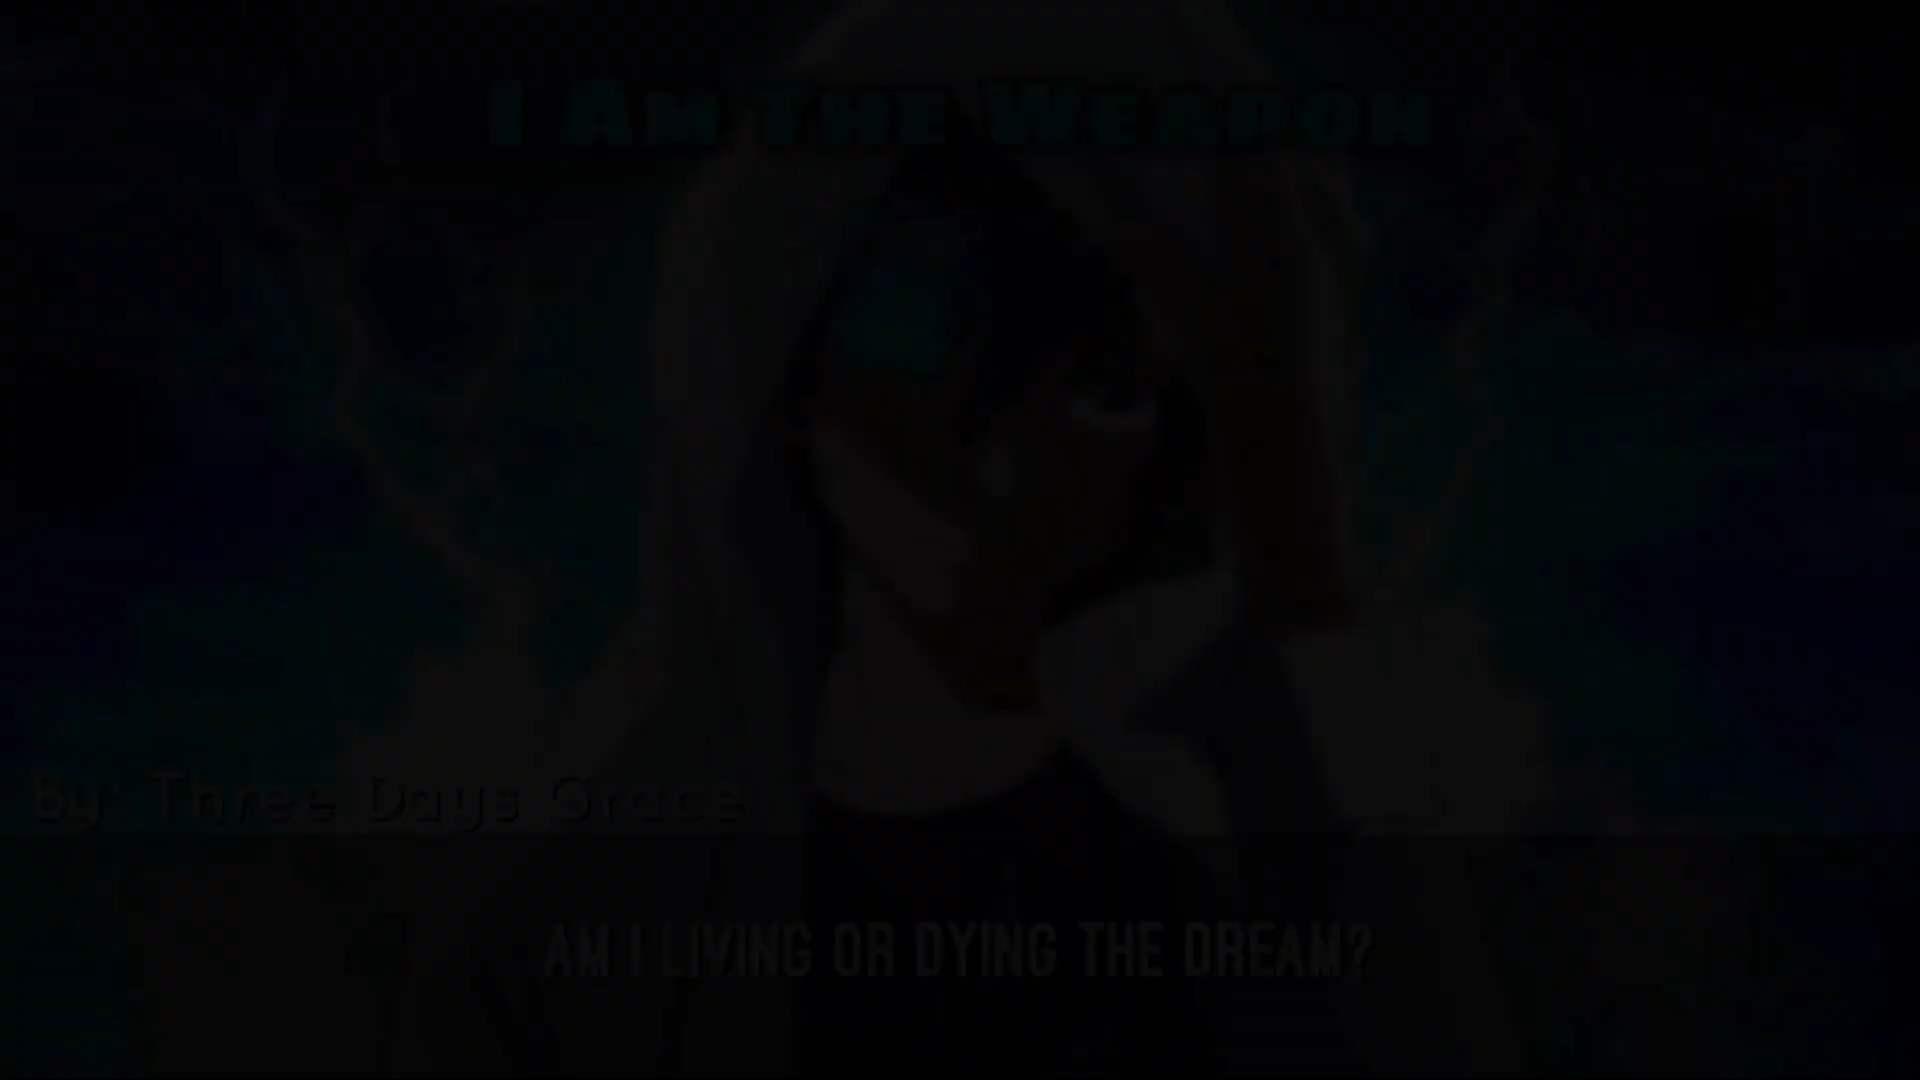 I Am The Weapon
By: Three Days Grace
AM I LIVING OR DYING THE DREAM?